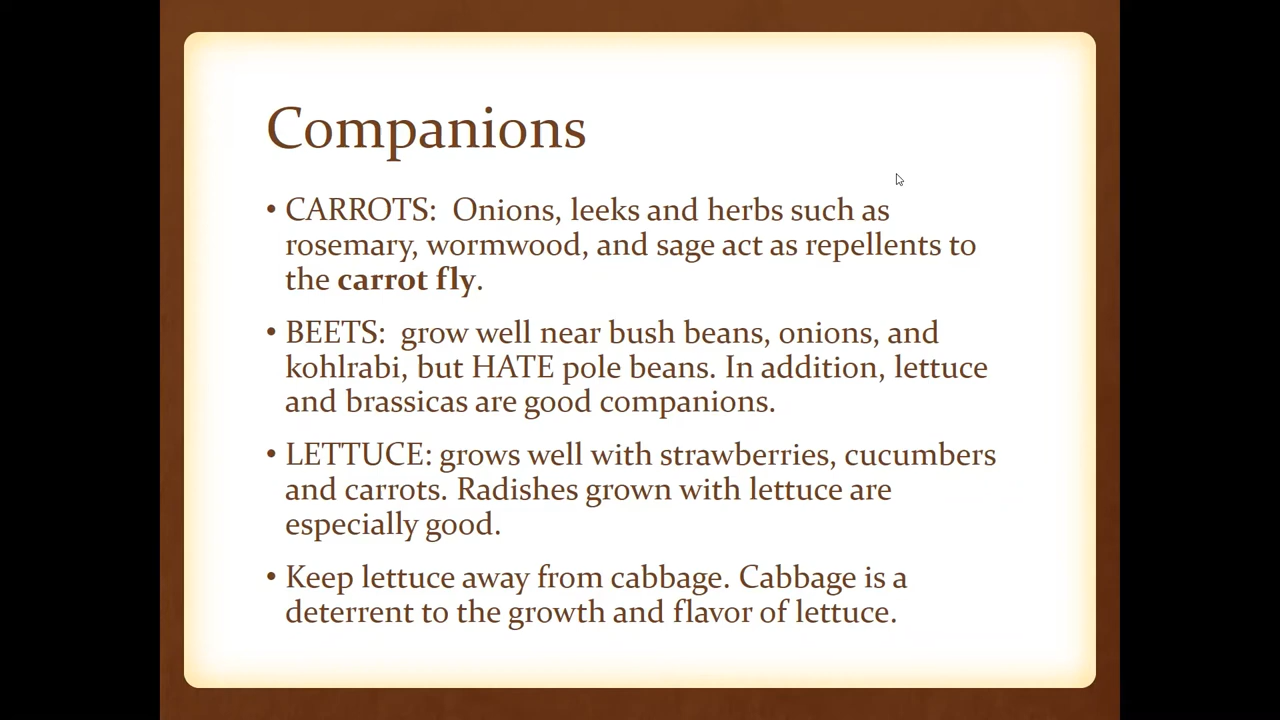 Companions
• CARROTS:  Onions, leeks and herbs such as
rosemary, wormwood, and sage act as repellents to
the carrot fly.
• BEETS:  grow well near bush beans, onions, and
kohlrabi, but HATE pole beans. In addition, lettuce
and brassicas are good companions.
• LETTUCE: grows well with strawberries, cucumbers
and carrots. Radishes grown with lettuce are
especially good.
• Keep lettuce away from cabbage. Cabbage is a
deterrent to the growth and flavor of lettuce.